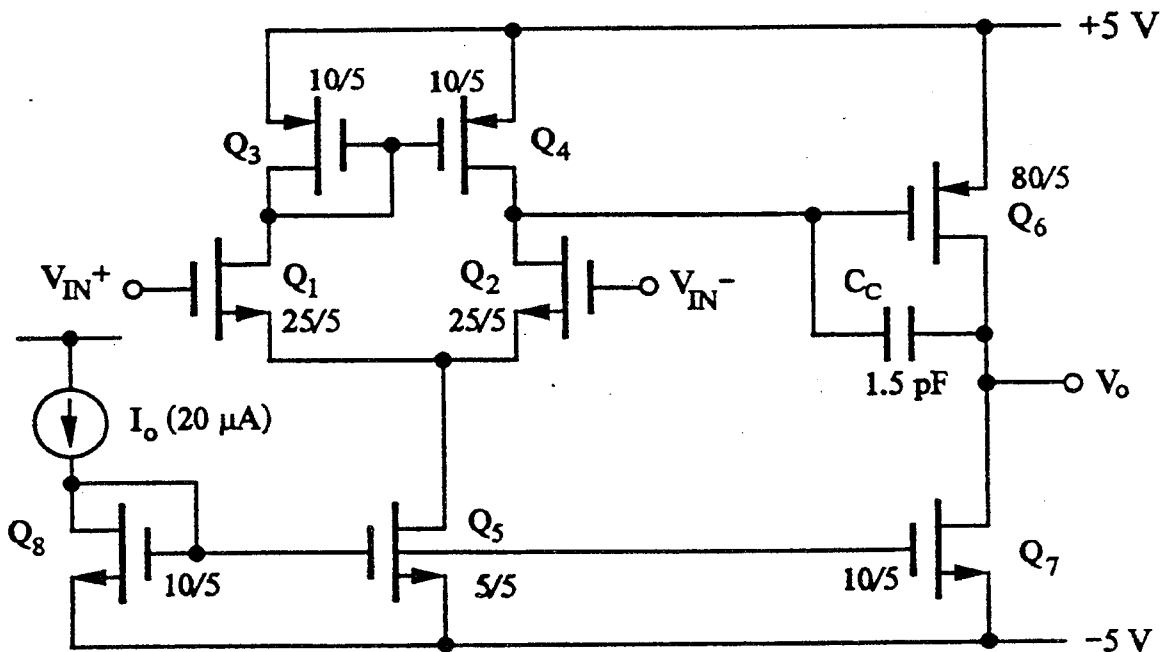 +5 V
10/5
10/5
Q3
Q4
80/5
Q6
VIN+
Q1
Q2
VIN−
25/5
25/5
CC
1.5 pF
Vo
Io (20 µA)
Q8
Q5
Q7
10/5
5/5
10/5
−5 V